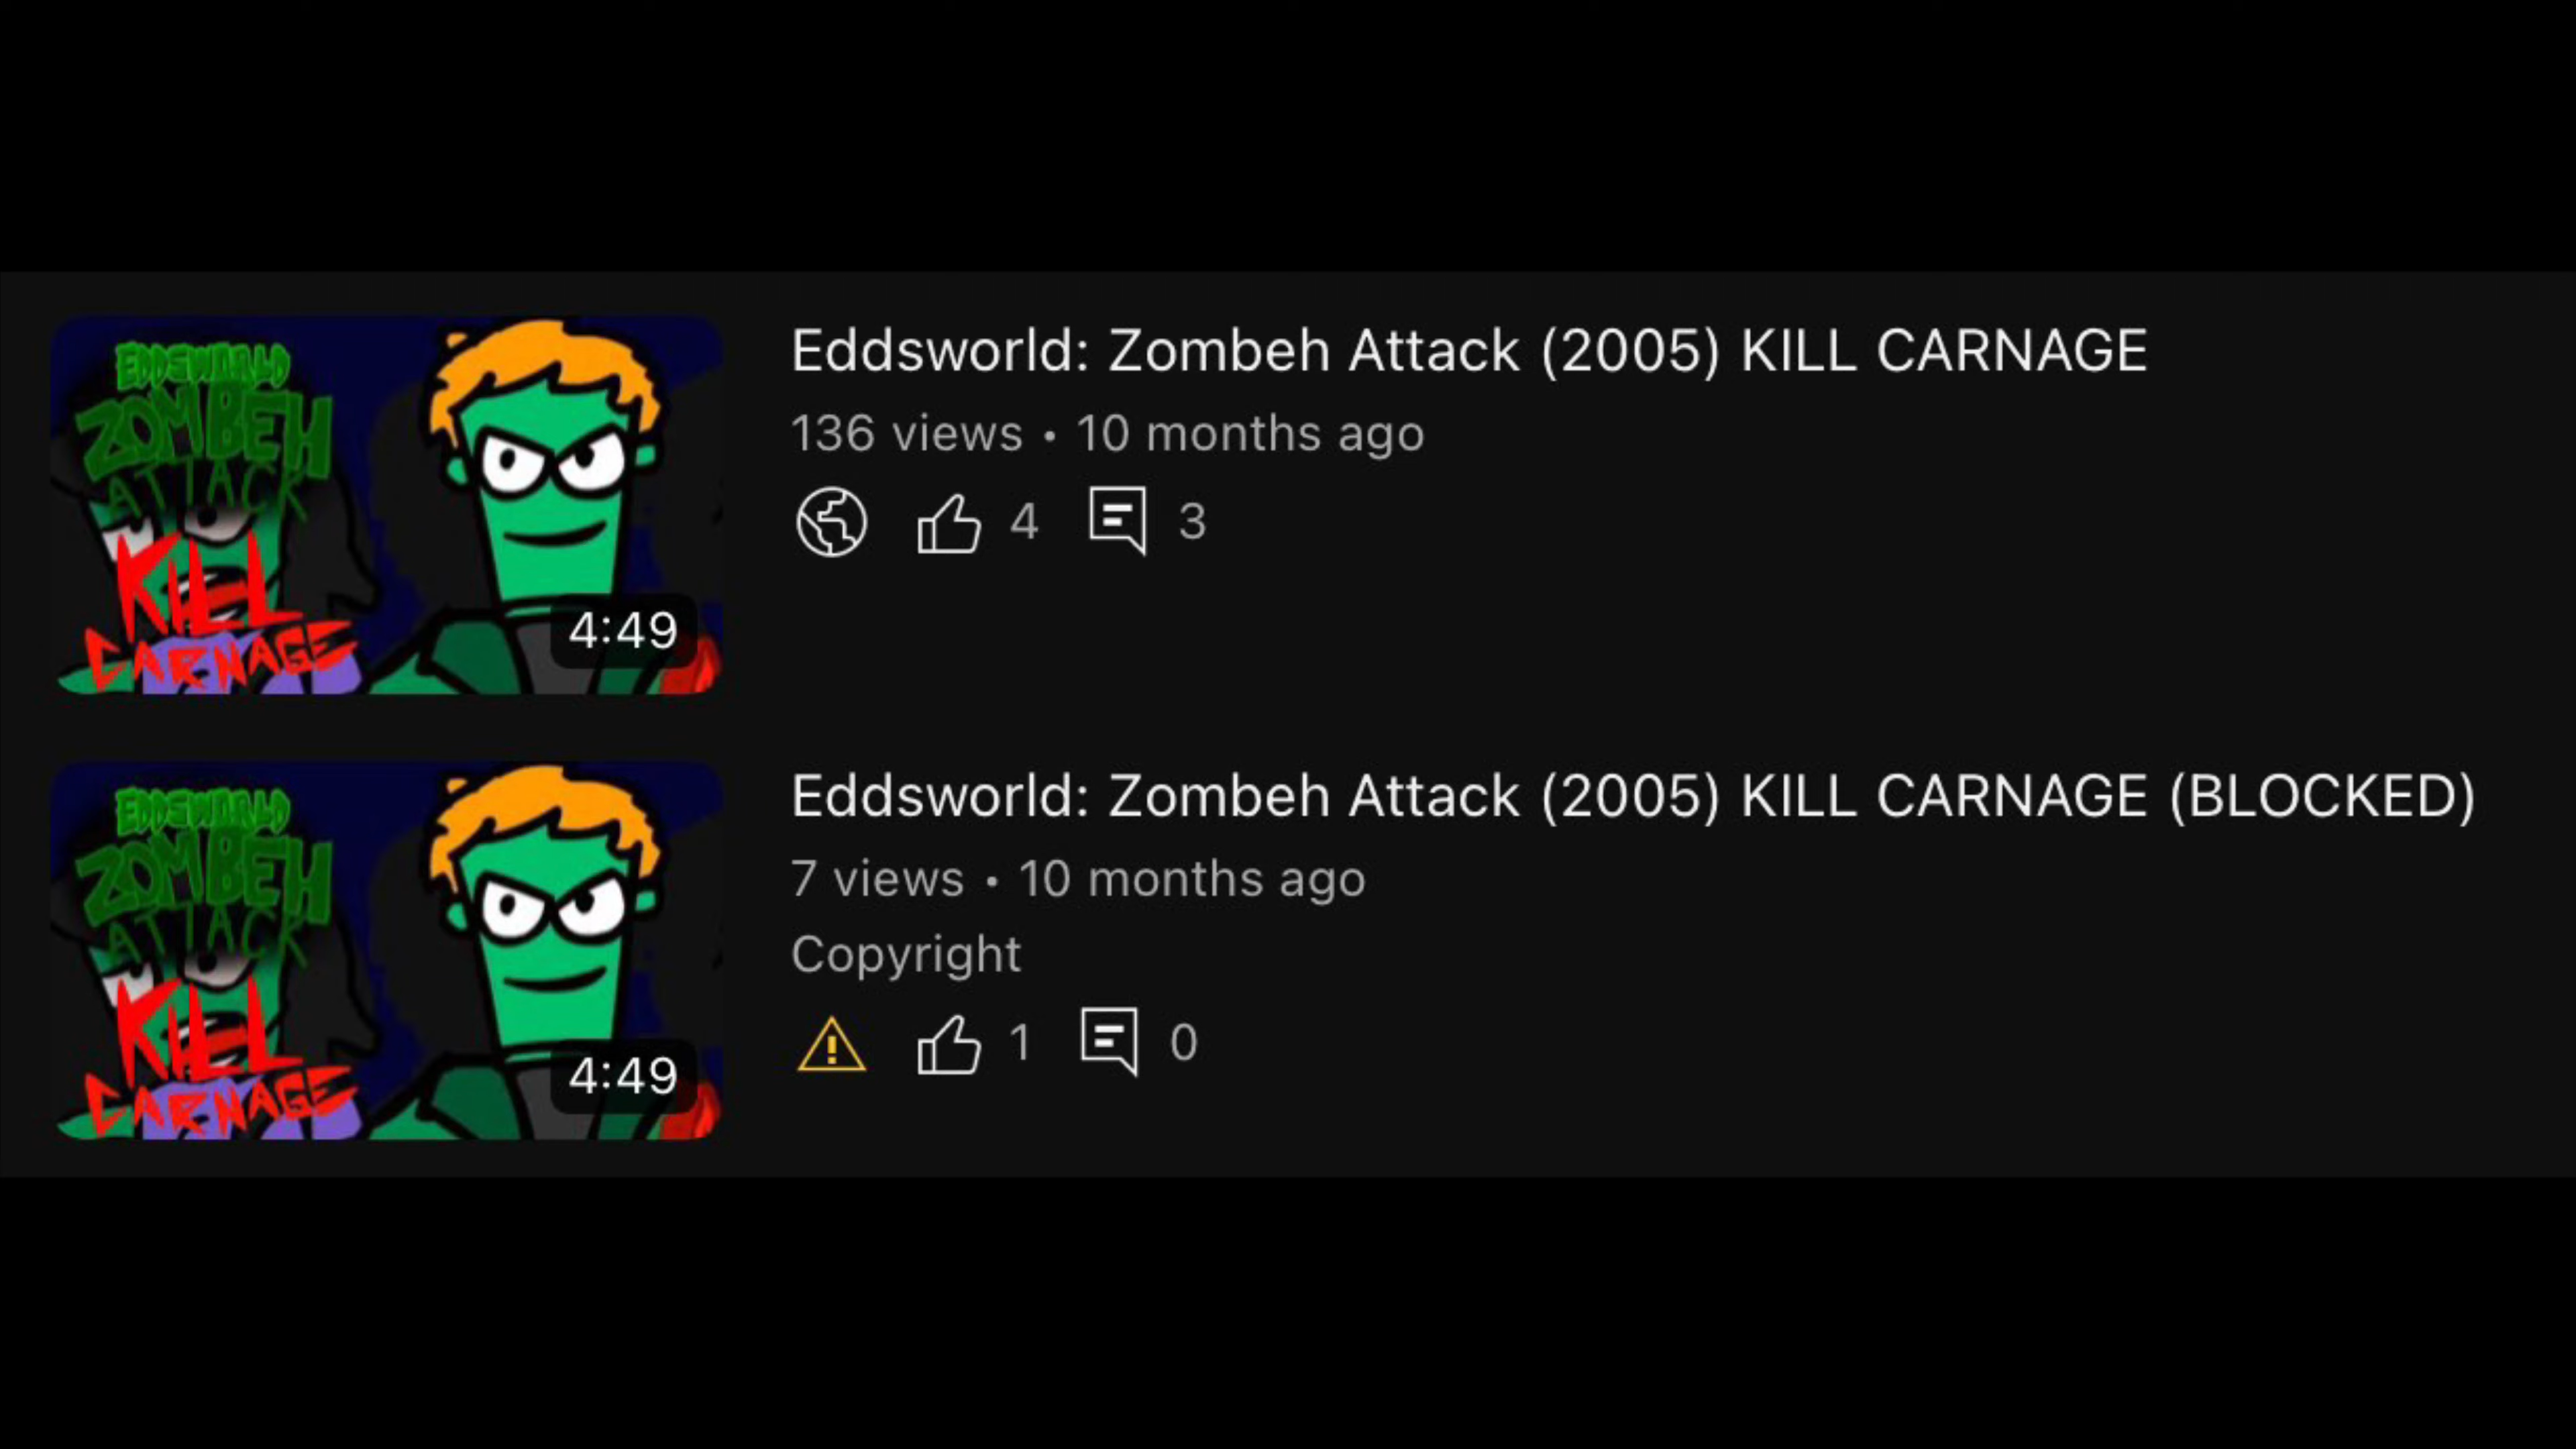 EDDSWORLD
ZOMBEH
ATTACK
KILL
CARNAGE
4:49
Eddsworld: Zombeh Attack (2005) KILL CARNAGE
136 views • 10 months ago
4
3
EDDSWORLD
ZOMBEH
ATTACK
KILL
CARNAGE
4:49
Eddsworld: Zombeh Attack (2005) KILL CARNAGE (BLOCKED)
7 views • 10 months ago
Copyright
1
0